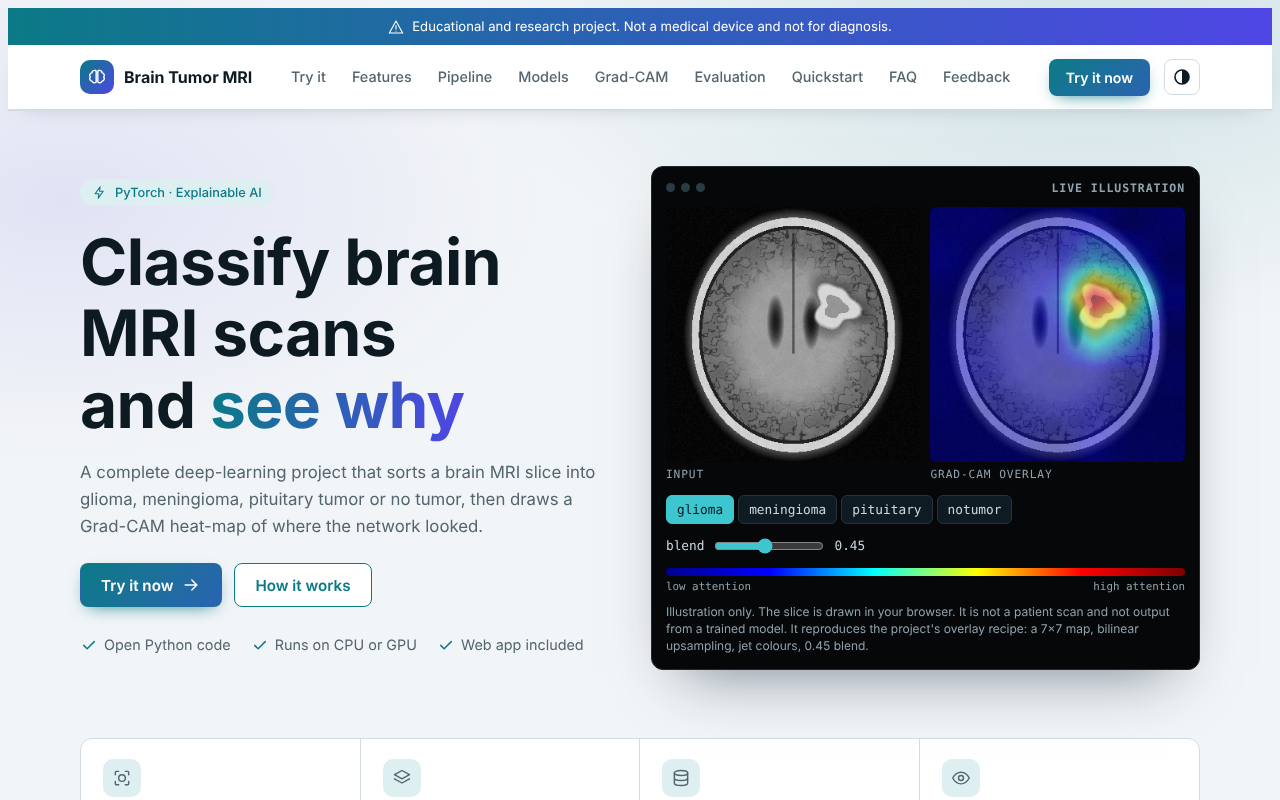 Educational and research project. Not a medical device and not for diagnosis.
Brain Tumor MRI
Try it
Features
Pipeline
Models
Grad-CAM
Evaluation
Quickstart
FAQ
Feedback
Try it now
PyTorch · Explainable AI
Classify brain
MRI scans
and see why
A complete deep-learning project that sorts a brain MRI slice into
glioma, meningioma, pituitary tumor or no tumor, then draws a
Grad-CAM heat-map of where the network looked.
Try it now
How it works
Open Python code
Runs on CPU or GPU
Web app included
LIVE ILLUSTRATION
INPUT
GRAD-CAM OVERLAY
glioma
meningioma
pituitary
notumor
blend
0.45
low attention
high attention
Illustration only. The slice is drawn in your browser. It is not a patient scan and not output
from a trained model. It reproduces the project's overlay recipe: a 7×7 map, bilinear
upsampling, jet colours, 0.45 blend.